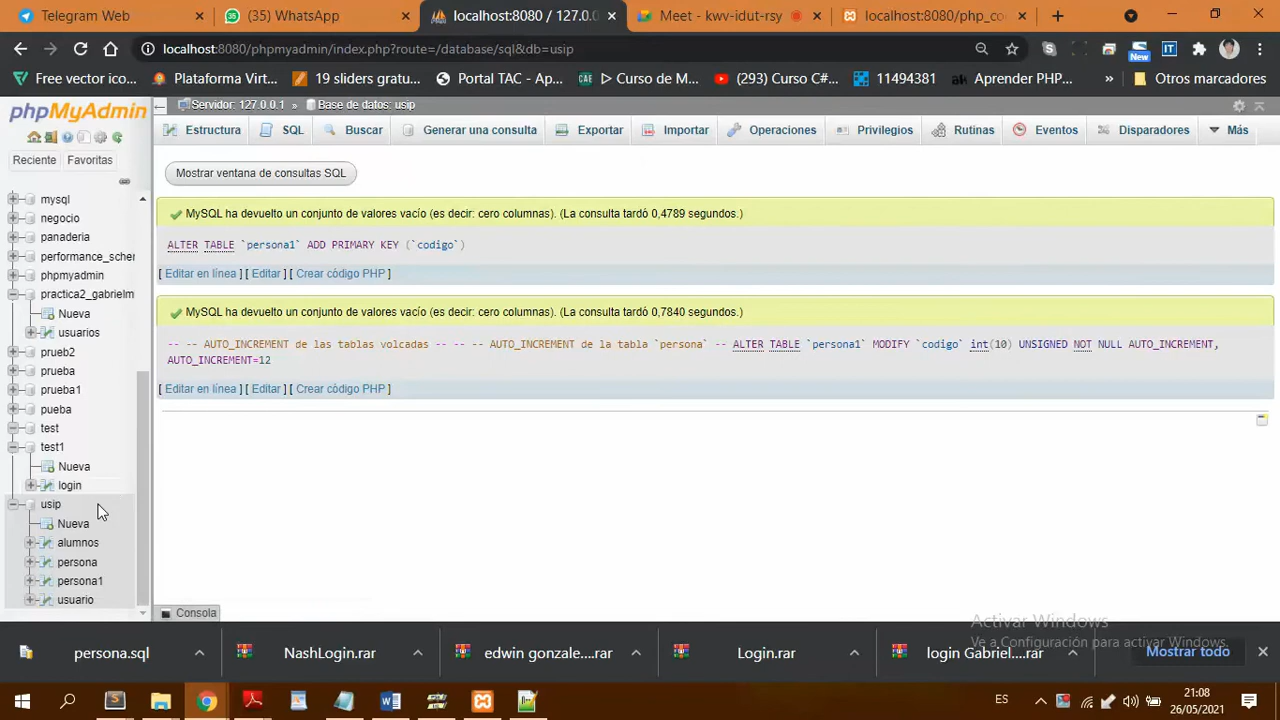 Telegram Web
(35) WhatsApp
localhost:8080 / 127.0.0
Meet - kwv-idut-rsy
localhost:8080/php_co
localhost:8080/phpmyadmin/index.php?route=/database/sql&db=usip
New
Free vector ico...
Plataforma Virt...
19 sliders gratu...
Portal TAC - Ap...
▷ Curso de M...
(293) Curso C#...
11494381
Aprender PHP...
»
Otros marcadores
phpMyAdmin
Servidor: 127.0.0.1 » Base de datos: usip
Estructura
SQL
Buscar
Generar una consulta
Exportar
Importar
Operaciones
Privilegios
Rutinas
Eventos
Disparadores
Más
Reciente
Favoritas
mysql
negocio
panaderia
performance_scher
phpmyadmin
practica2_gabrielm
Nueva
usuarios
prueb2
prueba
prueba1
pueba
test
test1
Nueva
login
usip
Nueva
alumnos
persona
persona1
usuario
Mostrar ventana de consultas SQL
MySQL ha devuelto un conjunto de valores vacío (es decir: cero columnas). (La consulta tardó 0,4789 segundos.)
ALTER TABLE `persona1` ADD PRIMARY KEY (`codigo`)
[ Editar en línea ] [ Editar ] [ Crear código PHP ]
MySQL ha devuelto un conjunto de valores vacío (es decir: cero columnas). (La consulta tardó 0,7840 segundos.)
-- -- AUTO_INCREMENT de las tablas volcadas -- -- -- AUTO_INCREMENT de la tabla `persona` -- ALTER TABLE `persona1` MODIFY `codigo` int(10) UNSIGNED NOT NULL AUTO_INCREMENT,
AUTO_INCREMENT=12
[ Editar en línea ] [ Editar ] [ Crear código PHP ]
Consola
Activar Windows
Ve a Configuración para activar Windows.
persona.sql
NashLogin.rar
edwin gonzale....rar
Login.rar
login Gabriel....rar
Mostrar todo
ES
21:08
26/05/2021